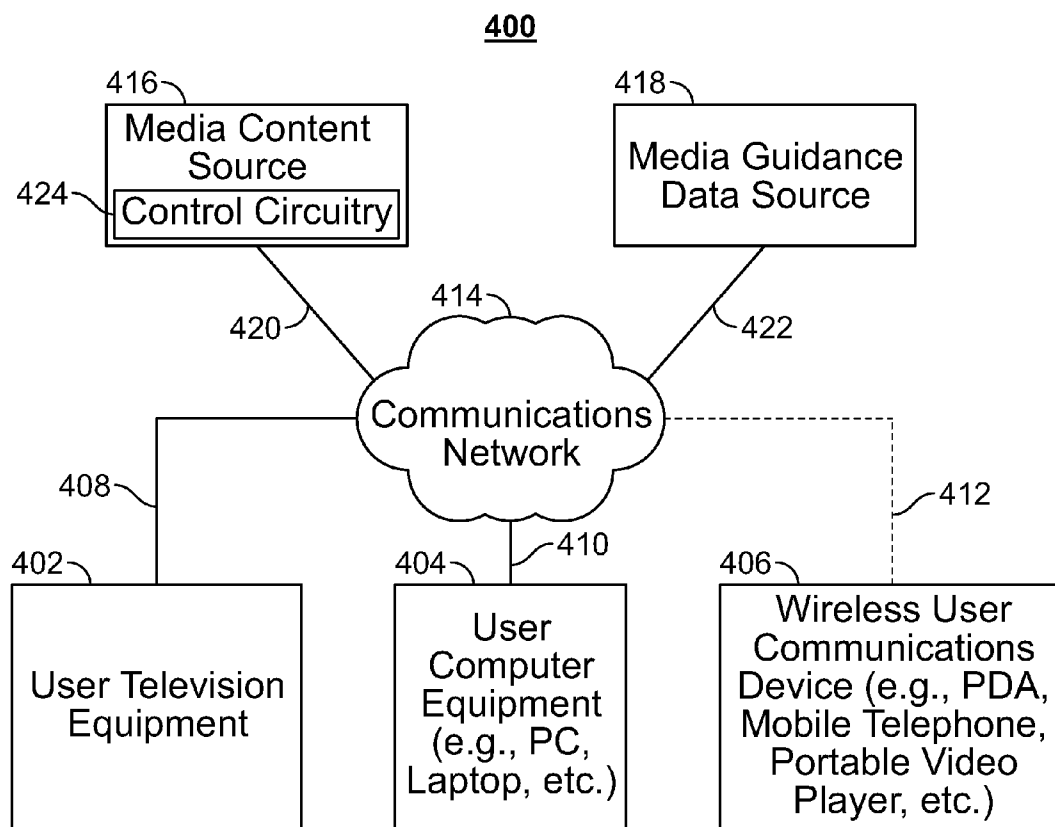 400
416
Media Content
Source
424
Control Circuitry
418
Media Guidance
Data Source
420
414
422
Communications
Network
408
412
410
402
User Television
Equipment
404
User
Computer
Equipment
(e.g., PC,
Laptop, etc.)
406
Wireless User
Communications
Device (e.g., PDA,
Mobile Telephone,
Portable Video
Player, etc.)